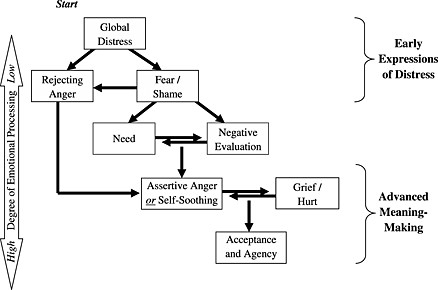 Start
Global
Distress
Early
Expressions
of Distress
Rejecting
Anger
Fear /
Shame
Need
Negative
Evaluation
Assertive Anger
or Self-Soothing
Grief /
Hurt
Advanced
Meaning-
Making
Acceptance
and Agency
Low
Degree of Emotional Processing
High